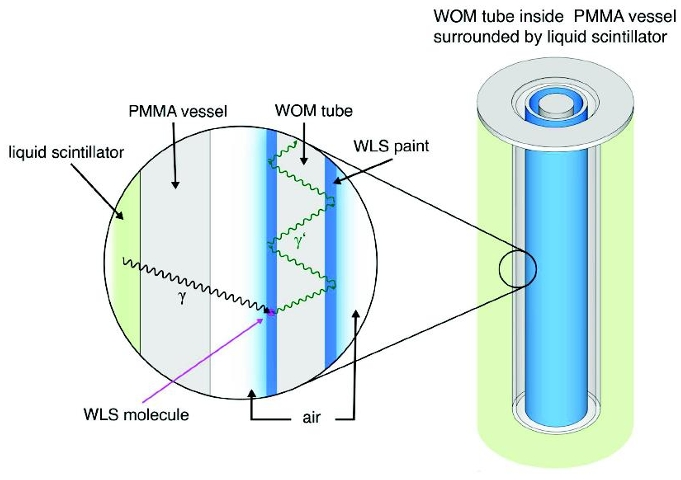 WOM tube inside PMMA vessel
surrounded by liquid scintillator
PMMA vessel
WOM tube
liquid scintillator
WLS paint
γ
γ‘
WLS molecule
air